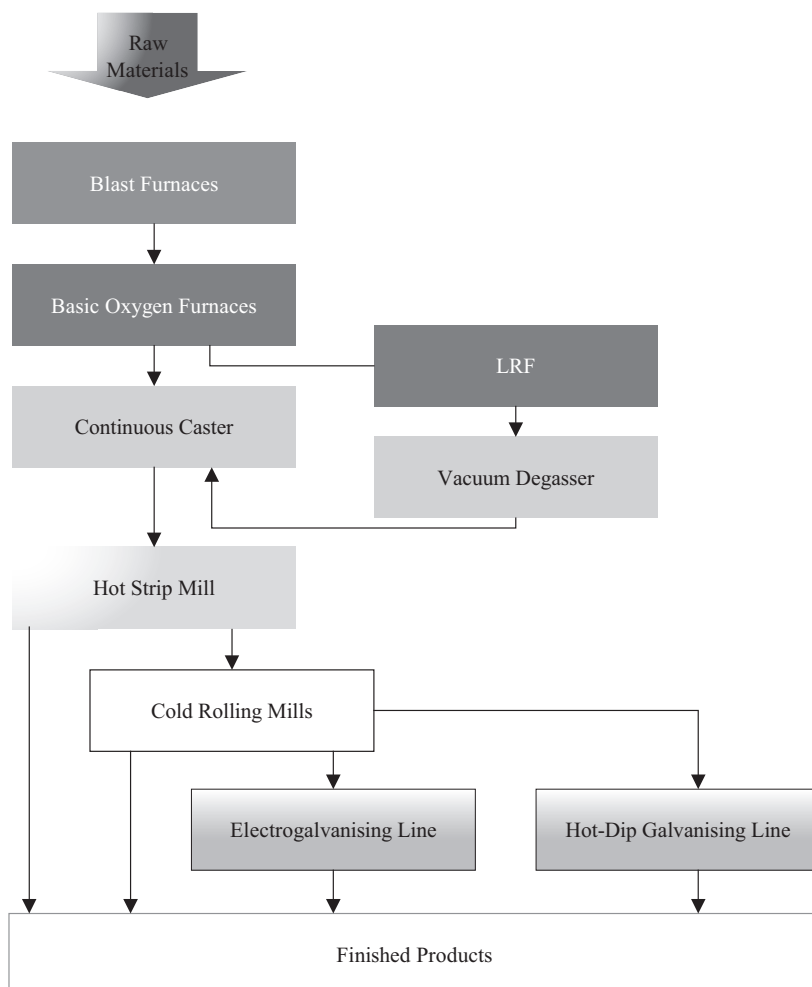 Raw
Materials
Blast Furnaces
Basic Oxygen Furnaces
LRF
Continuous Caster
Vacuum Degasser
Hot Strip Mill
Cold Rolling Mills
Electrogalvanising Line
Hot-Dip Galvanising Line
Finished Products